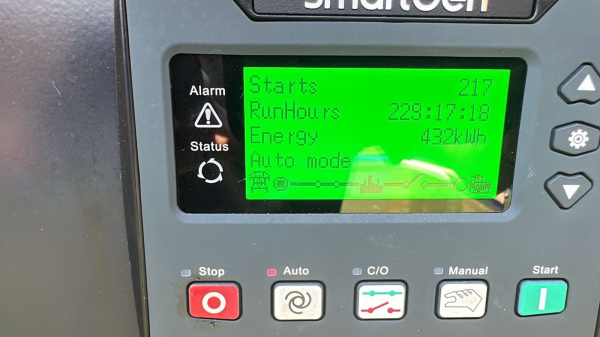 SmartGen
Alarm
Status
Starts 217
RunHours 229:17:18
Energy 432kWh
Auto mode
Stop
Auto
C/O
Manual
Start